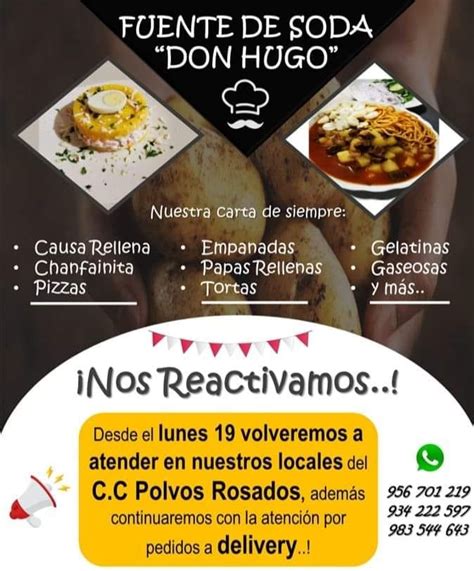 FUENTE DE SODA
"DON HUGO"
Nuestra carta de siempre:
• Causa Rellena
• Chanfainita
• Pizzas
• Empanadas
• Papas Rellenas
• Tortas
• Gelatinas
• Gaseosas
• y más..
¡Nos Reactivamos..!
Desde el lunes 19 volveremos a
atender en nuestros locales del
C.C Polvos Rosados, además
continuaremos con la atención por
pedidos a delivery..!
956 701 219
934 222 597
983 544 643